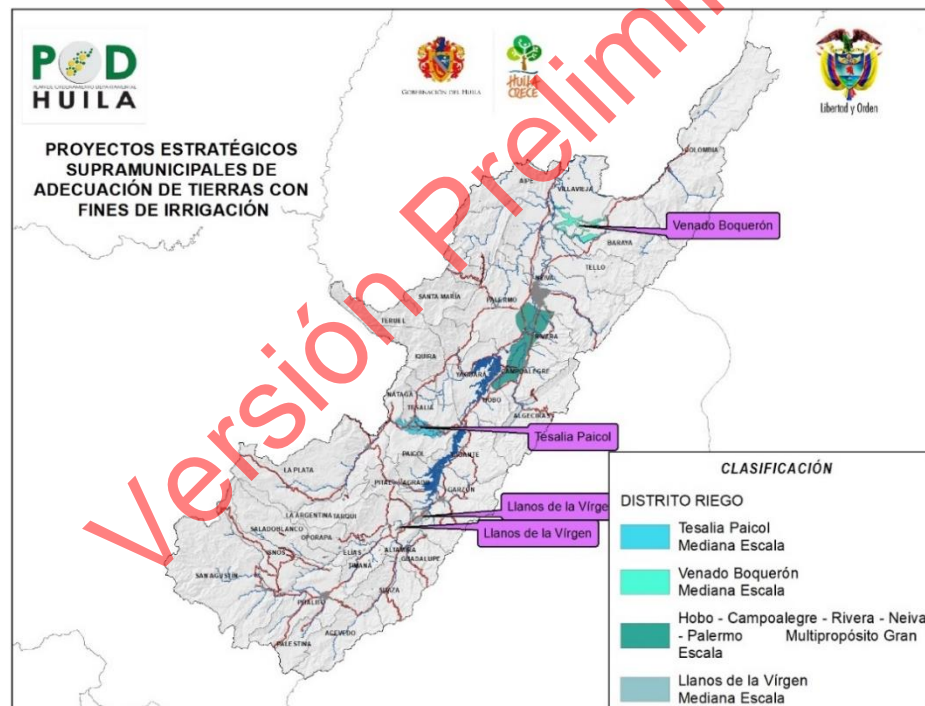 POD
HUILA
GOBERNACIÓN DEL HUILA
HUILA
CRECE
Libertad y Orden
PROYECTOS ESTRATÉGICOS
SUPRAMUNICIPALES DE
ADECUACIÓN DE TIERRAS CON
FINES DE IRRIGACIÓN
Versión Prelimin
COLOMBIA
AIPE
VILLAVIEJA
Venado Boquerón
BARAYA
TELLO
NEIVA
SANTA MARÍA
PALERMO
TERUEL
RIVERA
IQUIRA
YAGUARÁ
CAMPOALEGRE
NÁTAGA
HOBO
TESALIA
ALGECIRAS
Tesalia Paicol
PAICOL
GIGANTE
LA PLATA
GARZÓN
Llanos de la Vírge
LA ARGENTINA
TARQUI
Llanos de la Vírgen
SALADOBLANCO
OPORAPA
ALTAMIRA
ISNOS
ELÍAS
GUADALUPE
TIMANÁ
SAN AGUSTÍN
SUAZA
PITALITO
ACEVEDO
PALESTINA
CLASIFICACIÓN
DISTRITO RIEGO
Tesalia Paicol
Mediana Escala
Venado Boquerón
Mediana Escala
Hobo - Campoalegre - Rivera - Neiva
- Palermo Multipropósito Gran
Escala
Llanos de la Vírgen
Mediana Escala